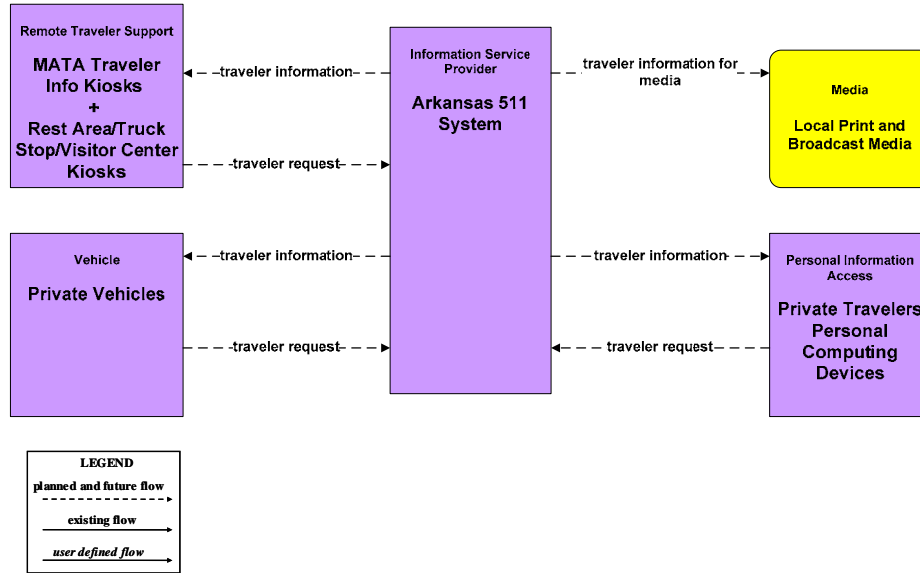 Remote Traveler Support
MATA Traveler
Info Kiosks
+
Rest Area/Truck
Stop/Visitor Center
Kiosks
traveler information
traveler request
Information Service
Provider
Arkansas 511
System
traveler information for
media
Media
Local Print and
Broadcast Media
Vehicle
Private Vehicles
traveler information
traveler request
traveler information
traveler request
Personal Information
Access
Private Travelers
Personal
Computing
Devices
LEGEND
planned and future flow
existing flow
user defined flow